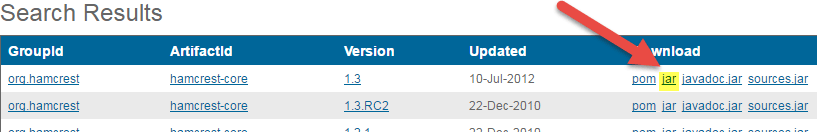 Search Results
GroupId ArtifactId Version Updated wnload
org.hamcrest hamcrest-core 1.3 10-Jul-2012 pom jar javadoc.jar sources.jar
org.hamcrest hamcrest-core 1.3.RC2 22-Dec-2010 pom jar javadoc.jar sources.jar